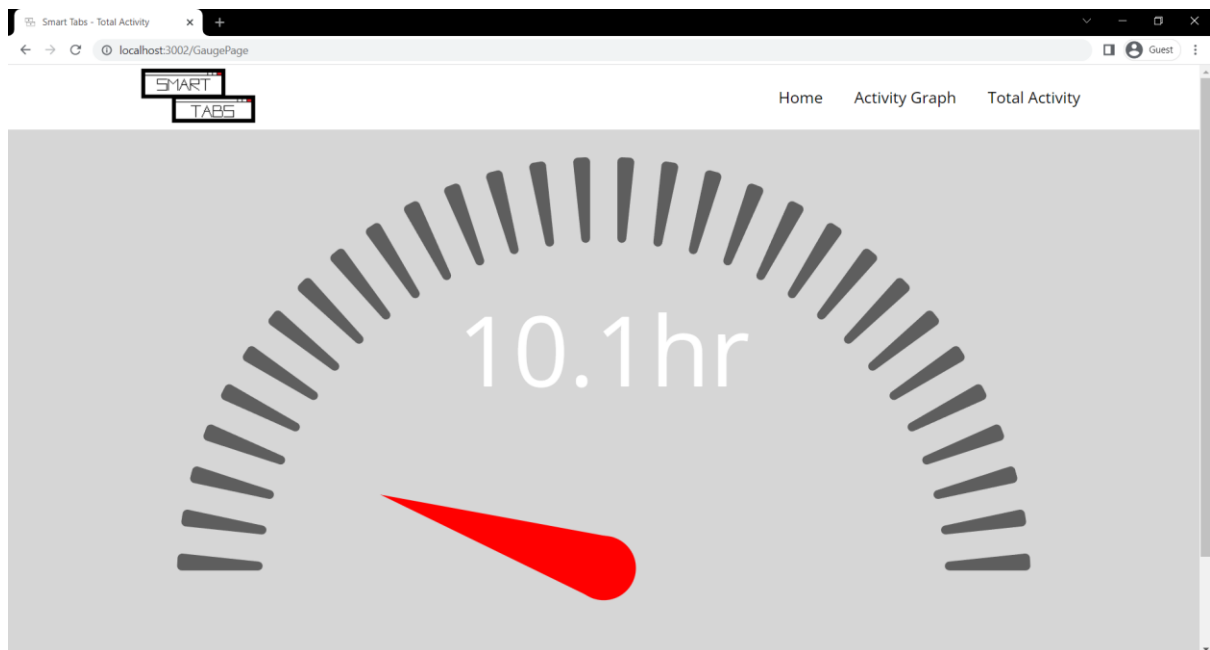 Smart Tabs - Total Activity
localhost:3002/GaugePage
Guest
SMART
TABS
Home Activity Graph Total Activity
10.1hr